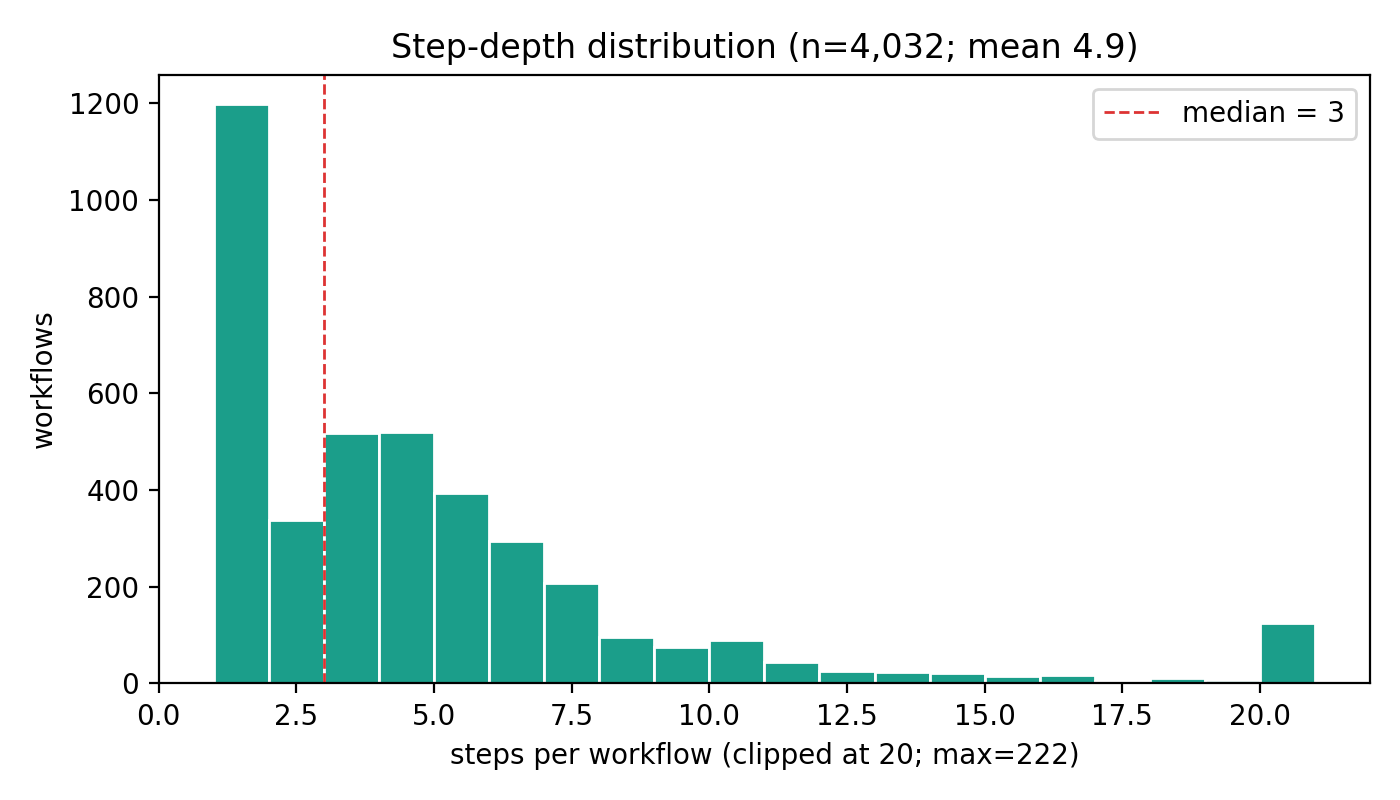 Step-depth distribution (n=4,032; mean 4.9)
median = 3
1200
1000
800
600
400
200
0
workflows
0.0 2.5 5.0 7.5 10.0 12.5 15.0 17.5 20.0
steps per workflow (clipped at 20; max=222)